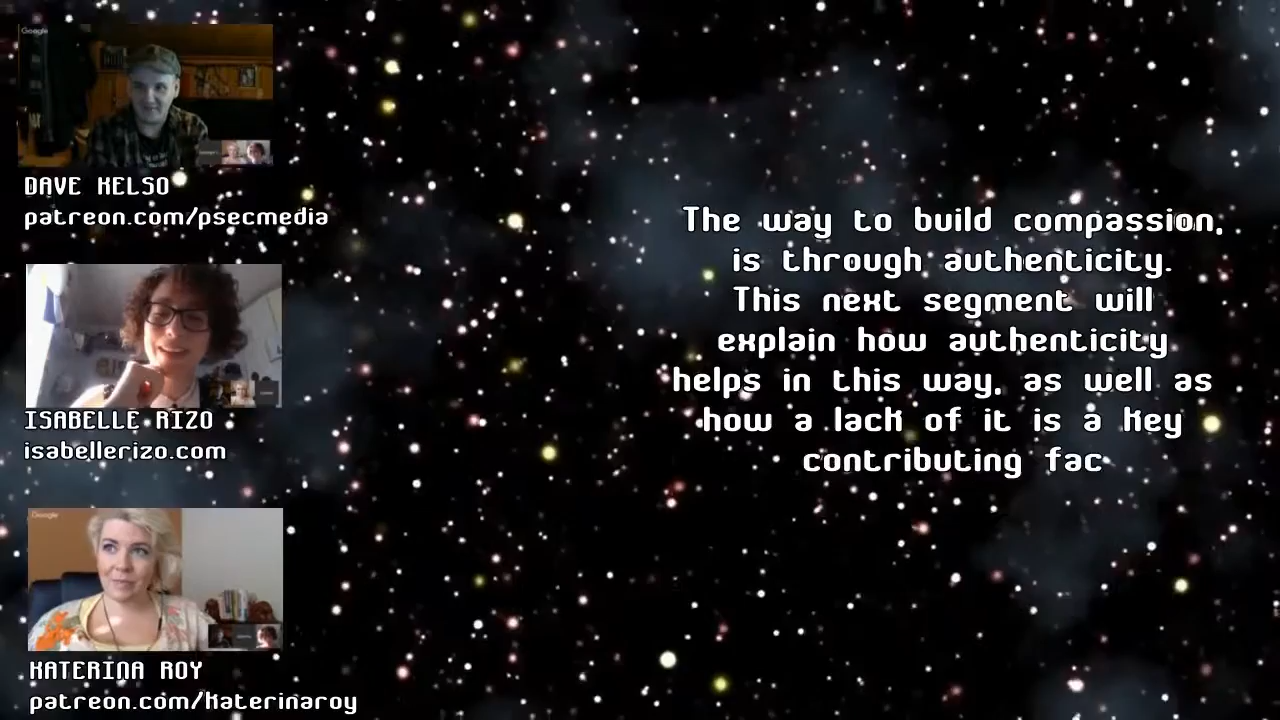 Google
DAVE KELSO
patreon.com/psecmedia
ISABELLE RIZO
isabellerizo.com
Google
KATERINA ROY
patreon.com/katerinaroy
The way to build compassion,
is through authenticity.
This next segment will
explain how authenticity
helps in this way, as well as
how a lack of it is a key
contributing fac